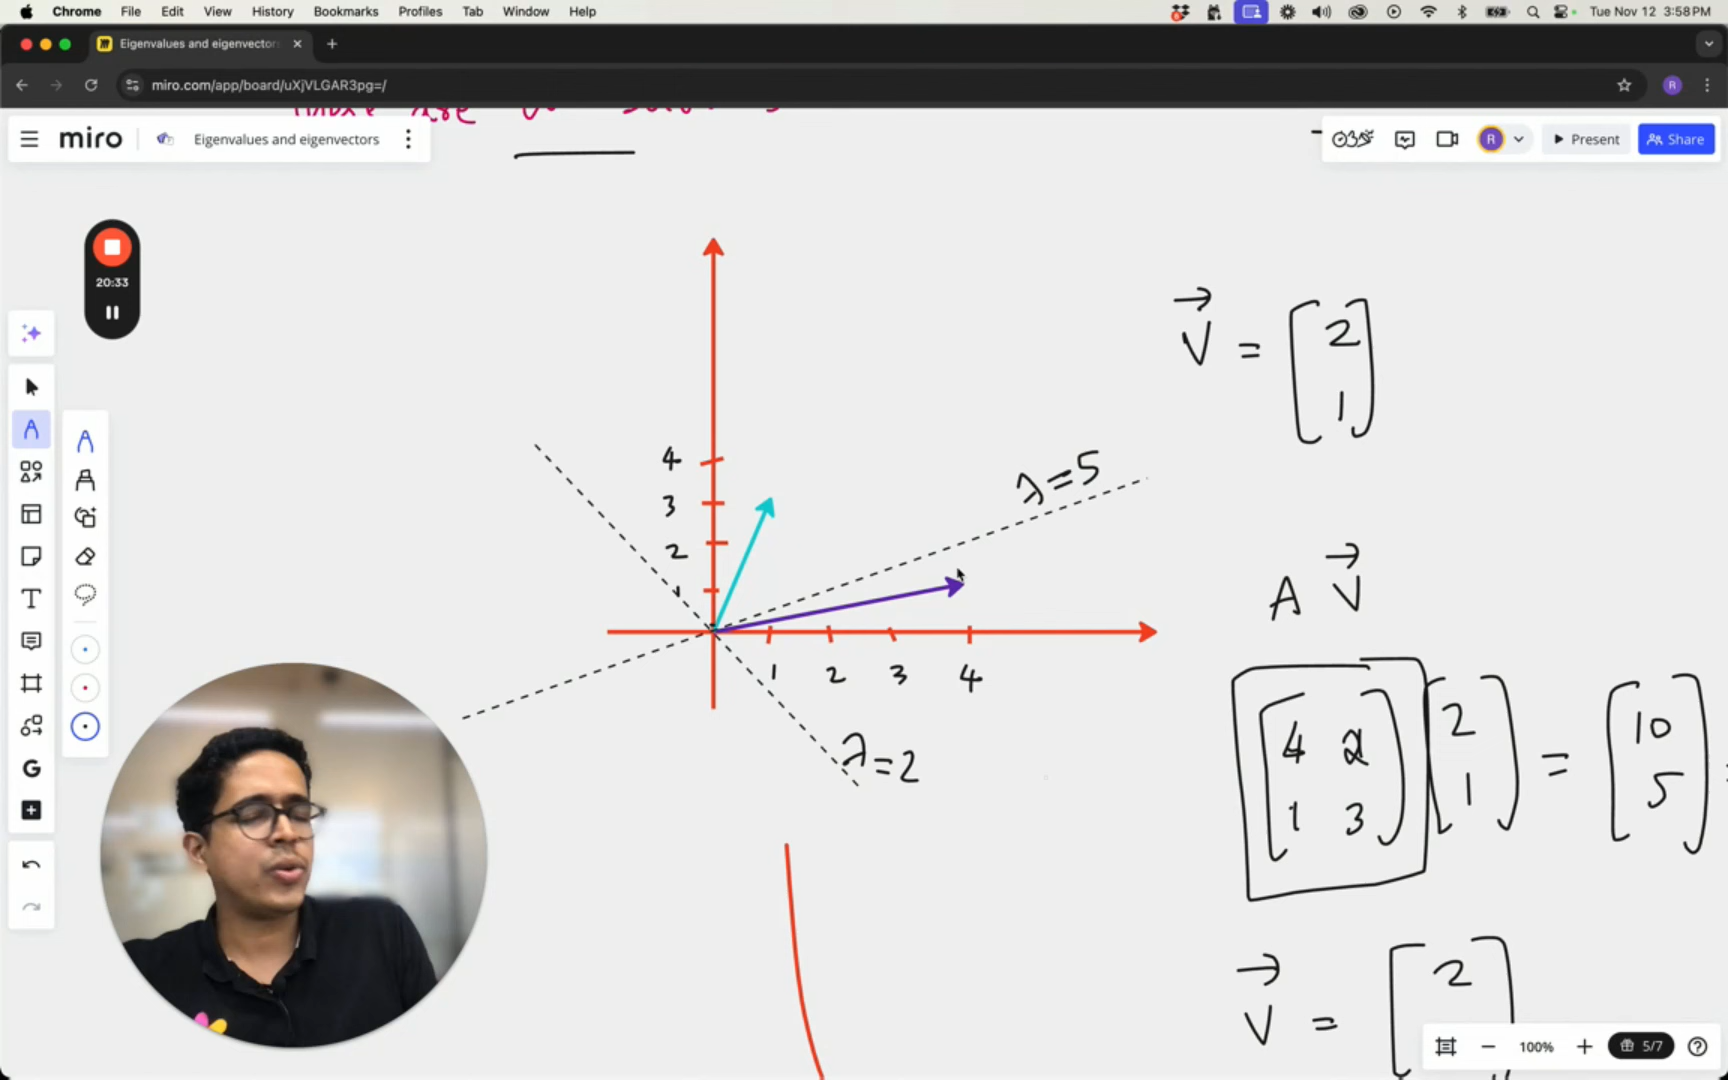 Chrome File Edit View History Bookmarks Profiles Tab Window Help Tue Nov 12 3:58 PM
Eigenvalues and eigenvector
miro.com/app/board/uXjVLGAR3pg=/
are
miro Eigenvalues and eigenvectors R Present Share
20:33
V = [2
1]
λ=5
4
3
2
1
1 2 3 4
λ=2
A V
[4 2
1 3] [2
1] = [10
5]
V = [2
T
G
100% 5/7